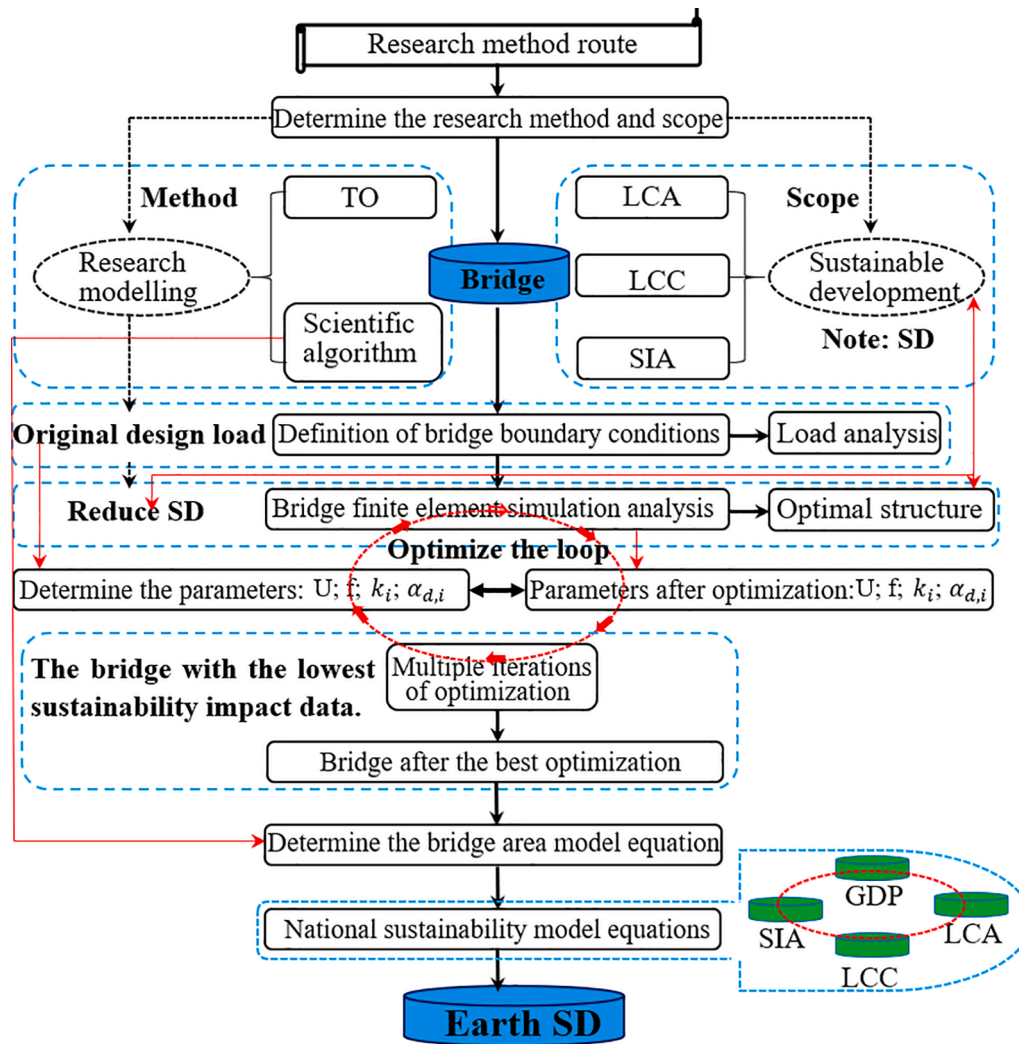 Research method route
Determine the research method and scope
Method
TO
Research
modelling
Scientific
algorithm
Bridge
LCA
LCC
SIA
Scope
Sustainable
development
Note: SD
Original design load
Definition of bridge boundary conditions
Load analysis
Reduce SD
Bridge finite element simulation analysis
Optimal structure
Optimize the loop
Determine the parameters: U; f; k_i; α_{d,i}
Parameters after optimization:U; f; k_i; α_{d,i}
The bridge with the lowest
sustainability impact data.
Multiple iterations
of optimization
Bridge after the best optimization
Determine the bridge area model equation
National sustainability model equations
GDP
SIA
LCA
LCC
Earth SD